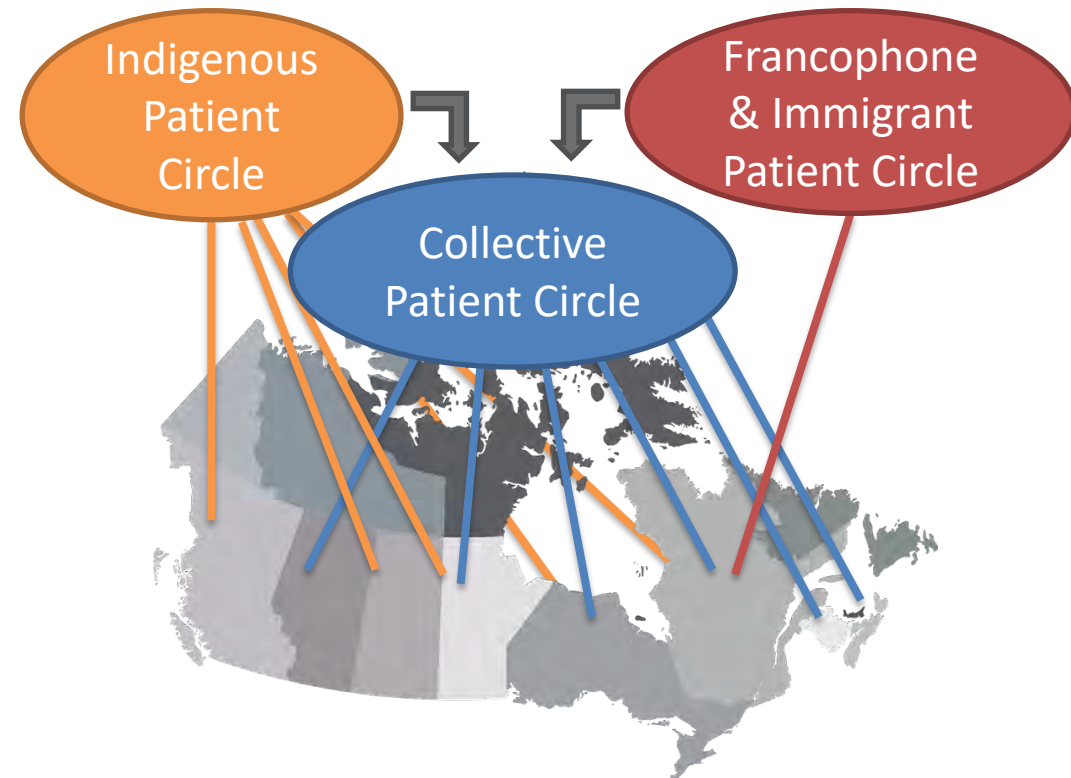 Indigenous
Patient
Circle
Francophone
& Immigrant
Patient Circle
Collective
Patient Circle